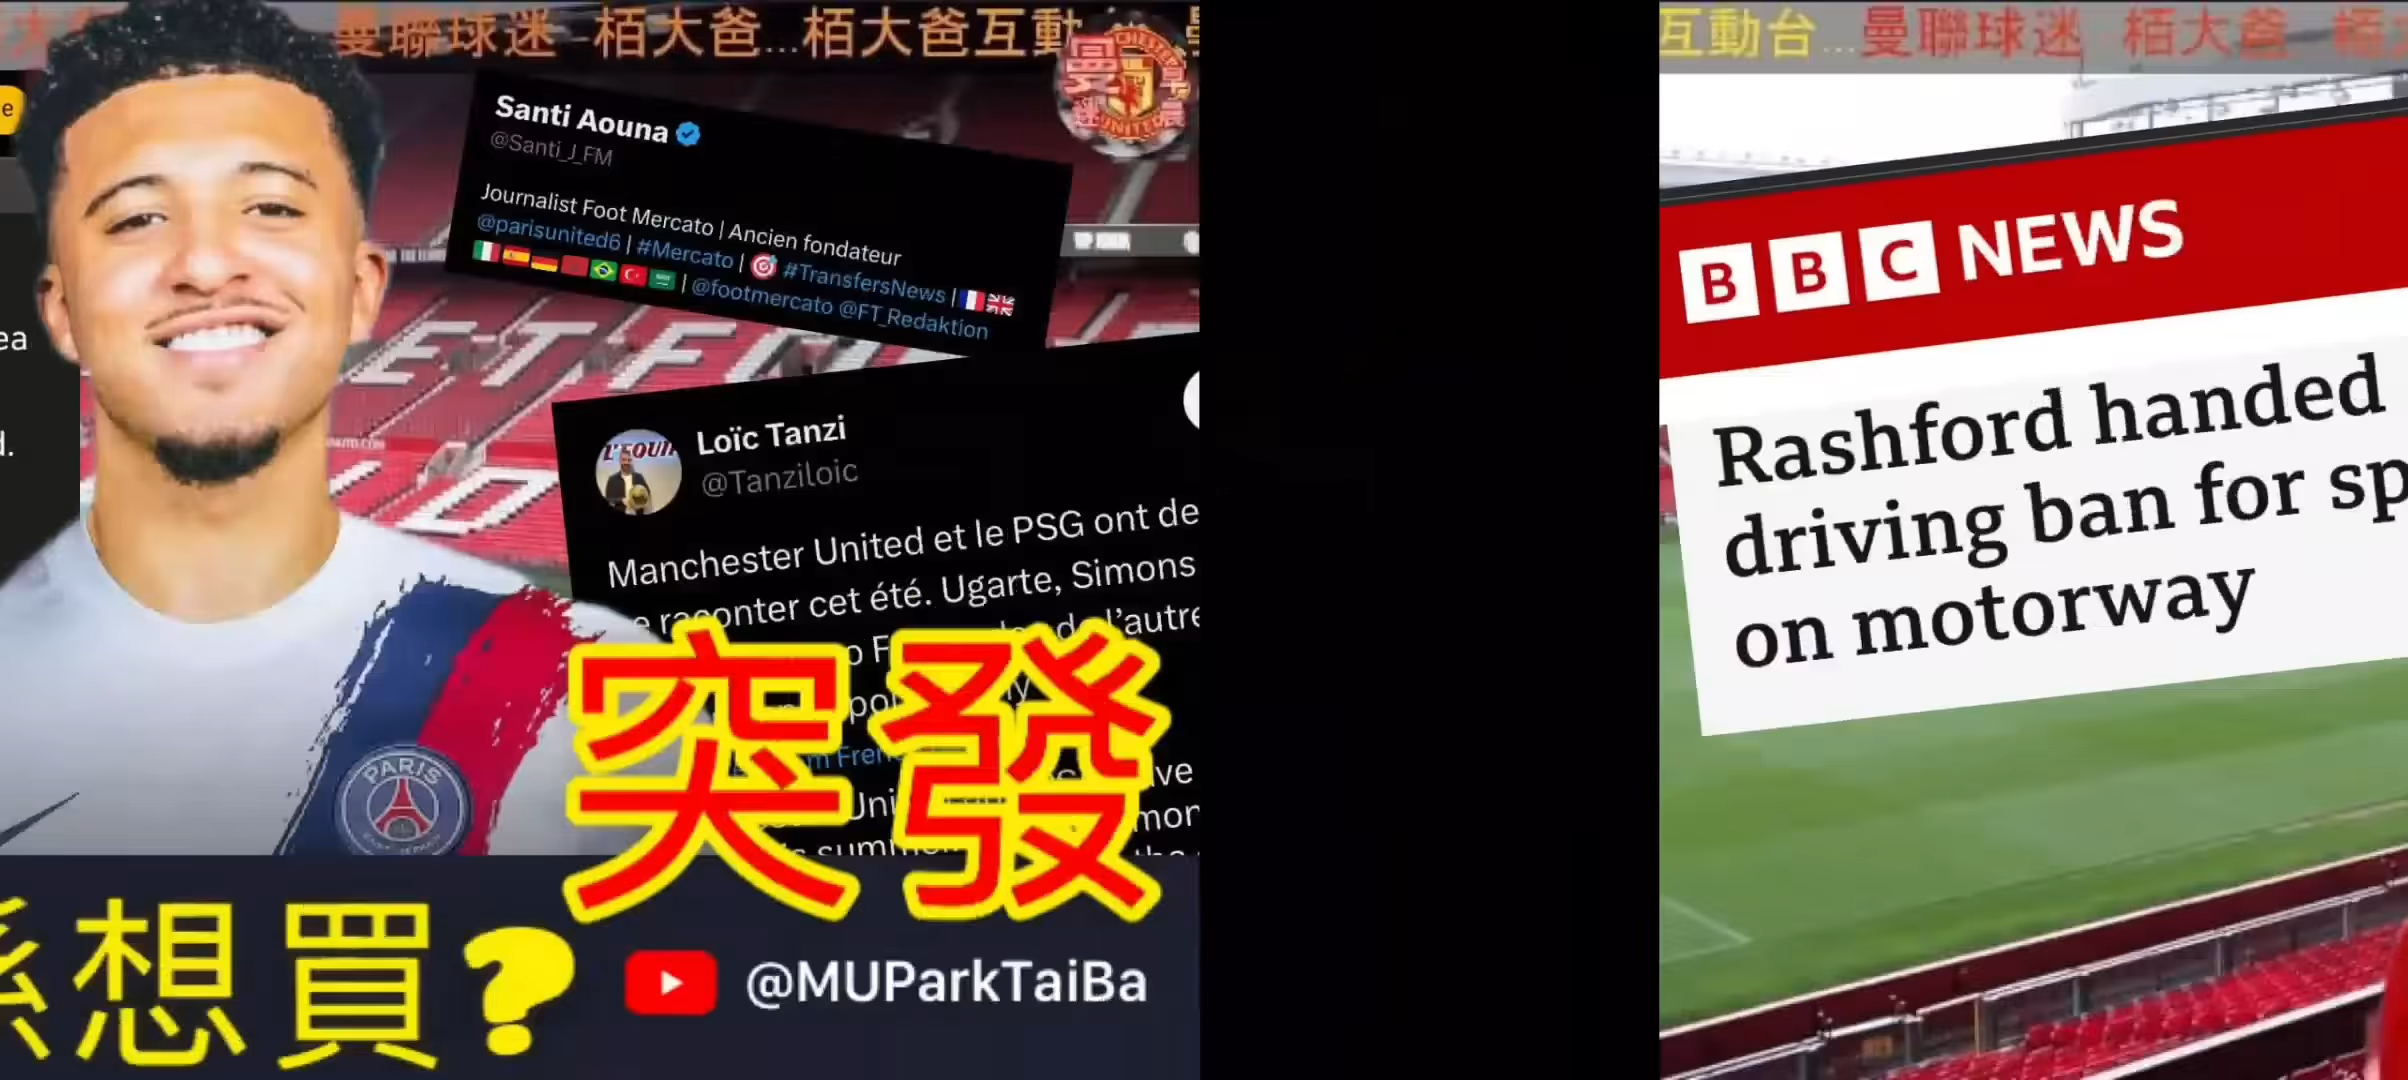 曼聯球迷 栢大爸...栢大爸互動
Santi Aouna
@Santi_J_FM
Journalist Foot Mercato | Ancien fondateur
@parisunited6 | #Mercato | #TransfersNews |
| @footmercato @FT_Redaktion
Loïc Tanzi
@Tanziloic
Manchester United et le PSG ont de
raconter cet été. Ugarte, Simons
l'autre
PARIS
突發
想買?
@MUParkTaiBa
互動台...曼聯球迷 栢大爸
BBC NEWS
Rashford handed
driving ban for sp
on motorway